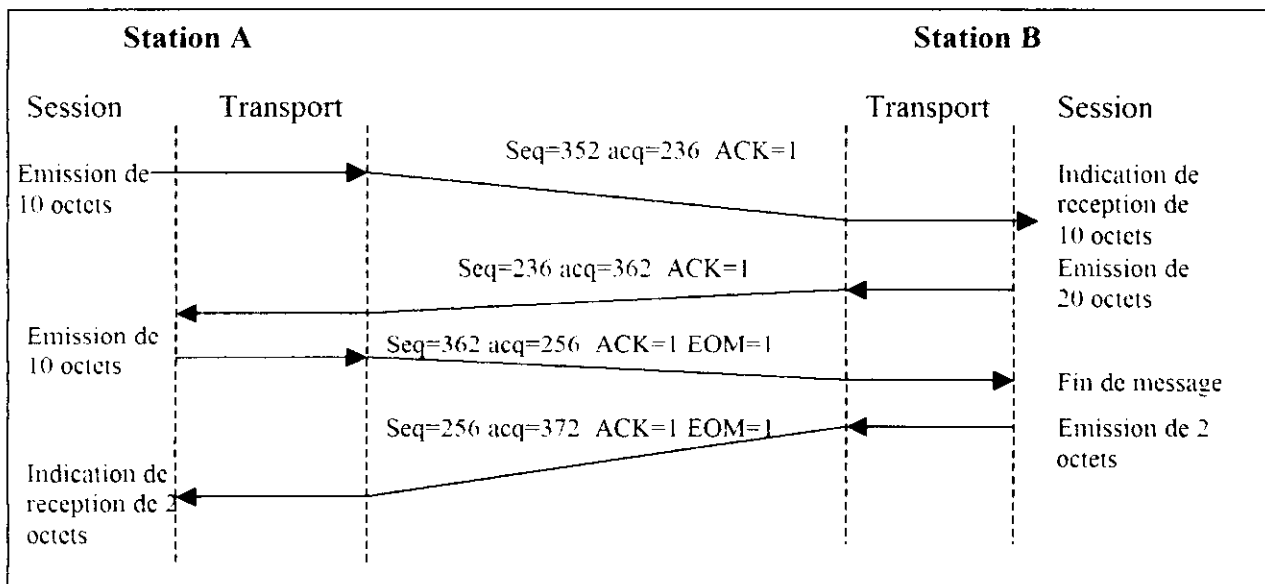 Station A
Station B
Session
Transport
Transport
Session
Seq=352 acq=236 ACK=1
Emission de
10 octets
Indication de
reception de
10 octets
Seq=236 acq=362 ACK=1
Emission de
20 octets
Emission de
10 octets
Seq=362 acq=256 ACK=1 EOM=1
Fin de message
Seq=256 acq=372 ACK=1 EOM=1
Emission de 2
octets
Indication de
reception de 2
octets